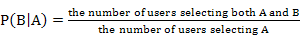 P(B|A) = the number of users selecting both A and B / the number of users selecting A